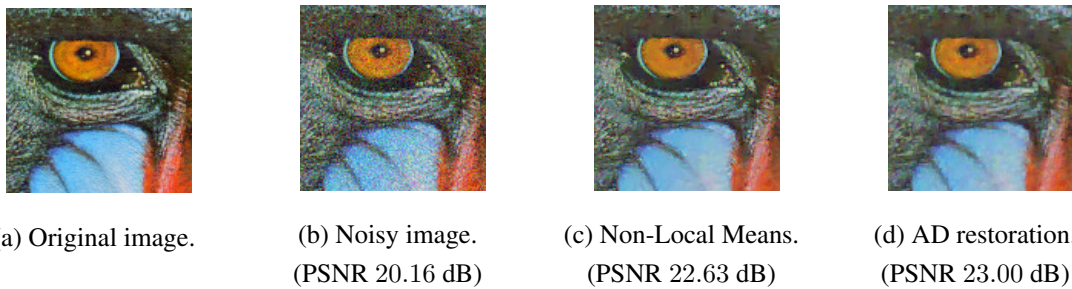 a) Original image.
(b) Noisy image.
(PSNR 20.16 dB)
(c) Non-Local Means.
(PSNR 22.63 dB)
(d) AD restoration.
(PSNR 23.00 dB)